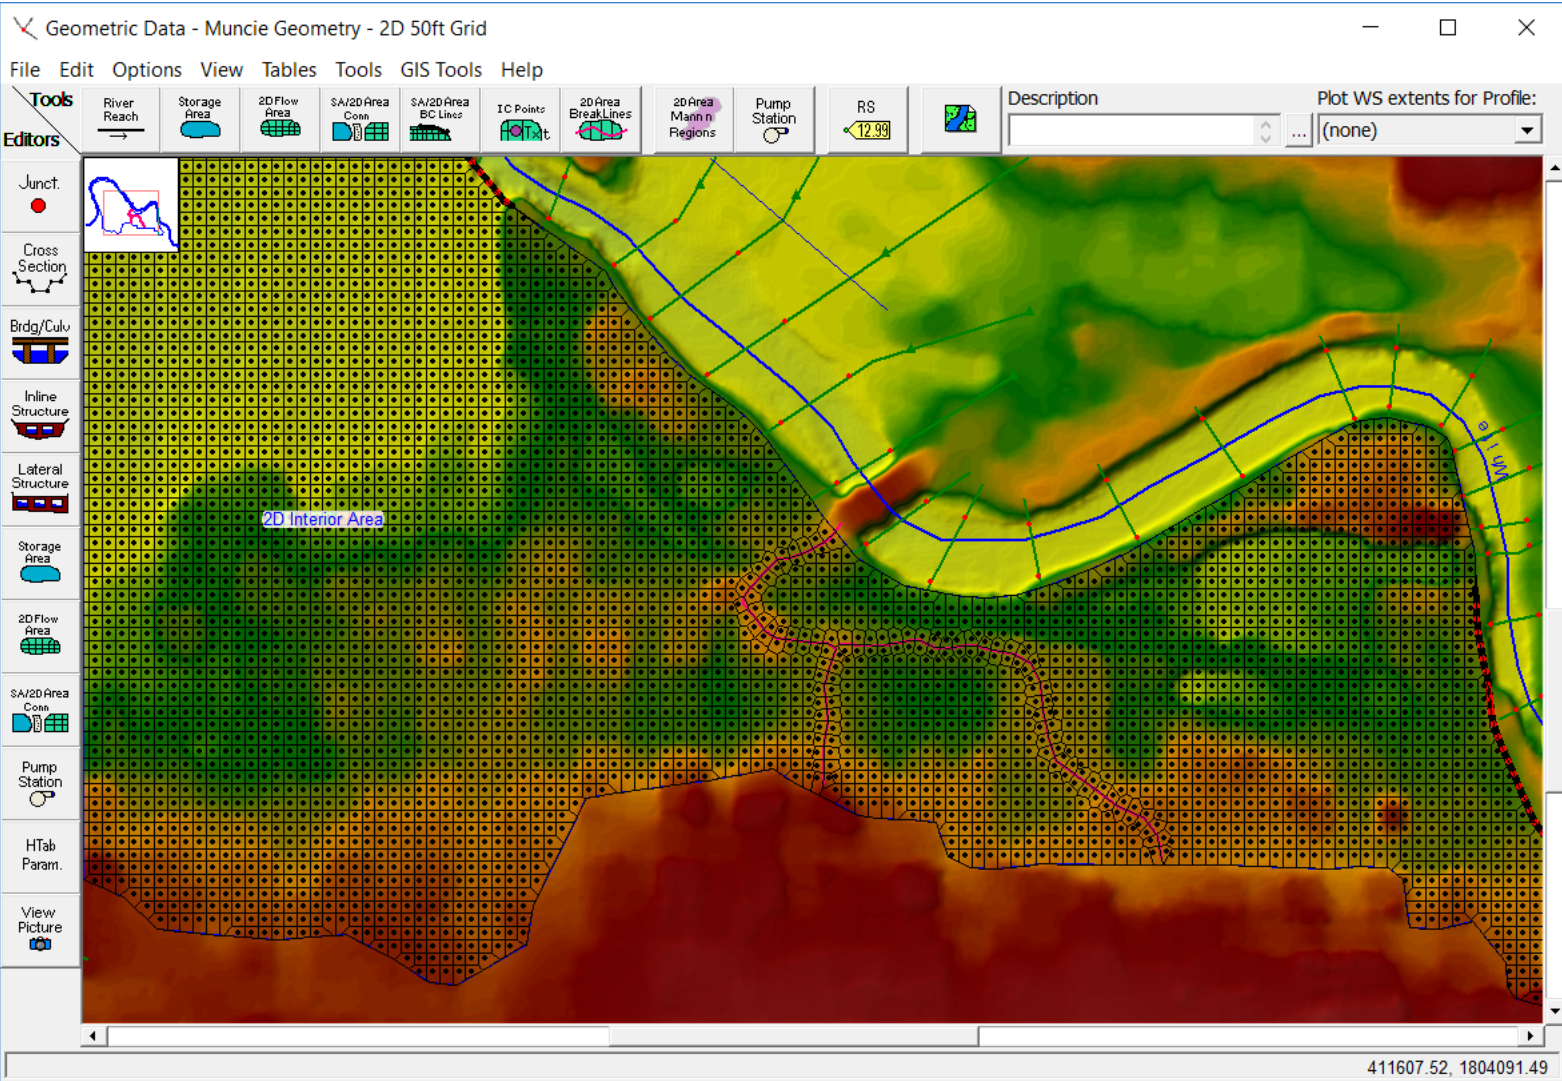 Geometric Data - Muncie Geometry - 2D 50ft Grid
File Edit Options View Tables Tools GIS Tools Help
Tools
Editors
River
Reach
Storage
Area
2D Flow
Area
SA/2D Area
Conn
SA/2D Area
BC Lines
IC Points
Txt
2D Area
BreakLines
2D Area
Mann n
Regions
Pump
Station
RS
12.99
Description
...
Plot WS extents for Profile:
(none)
Junct.
Cross
Section
Brdg/Culv
Inline
Structure
Lateral
Structure
Storage
Area
2D Flow
Area
SA/2D Area
Conn
Pump
Station
HTab
Param.
View
Picture
2D Interior Area
White
411607.52, 1804091.49